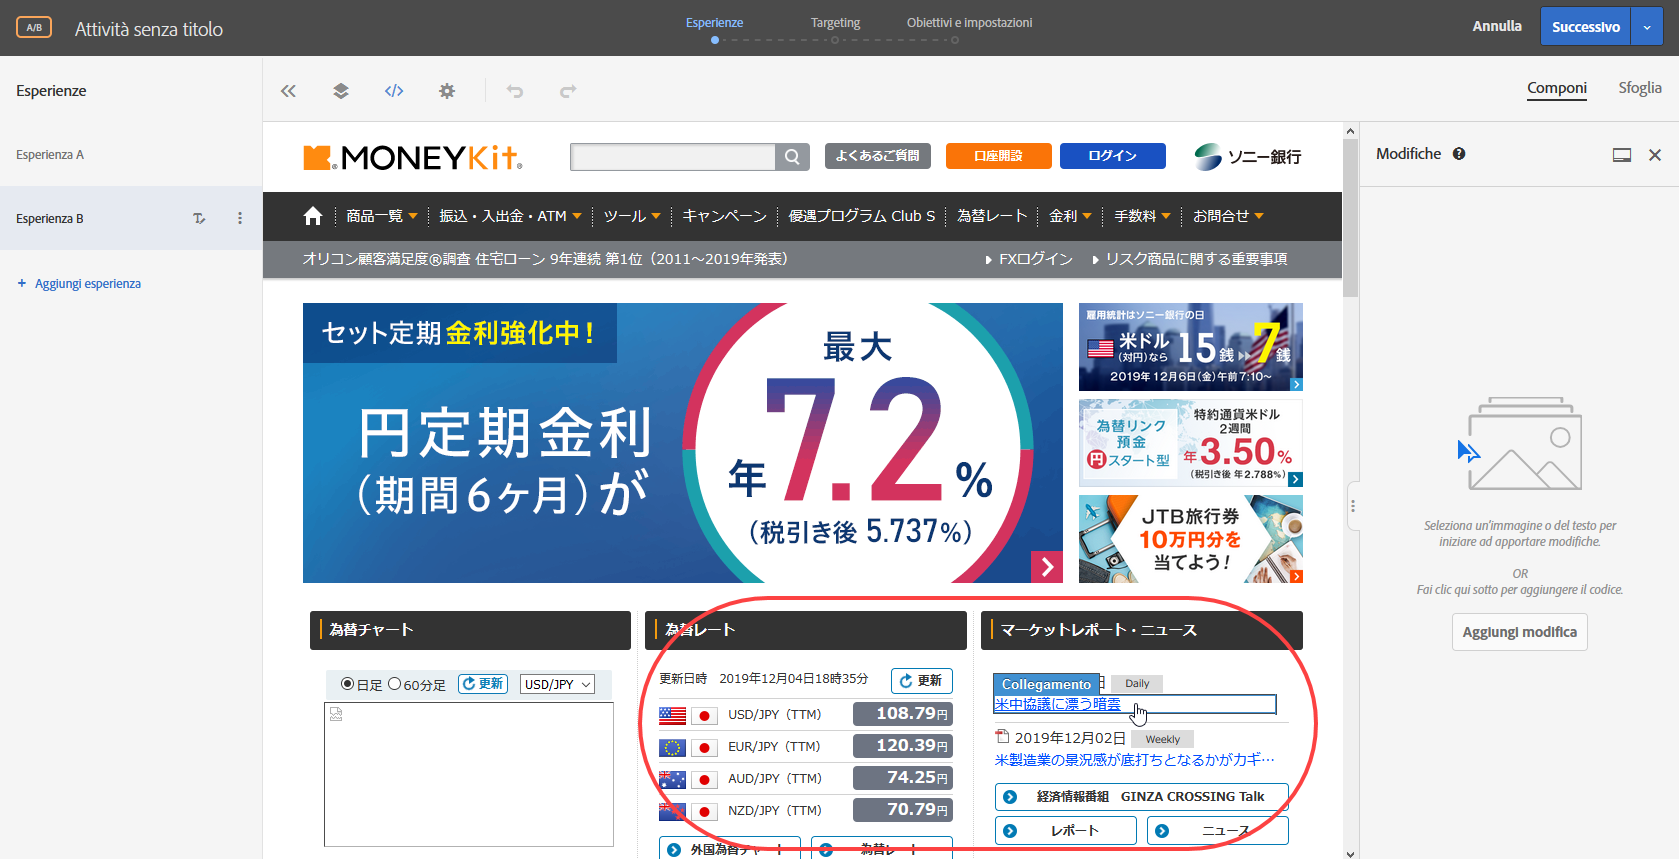 A/B
Attività senza titolo
Esperienze
Targeting
Obiettivi e impostazioni
Annulla
Successivo
Esperienze
Componi
Sfoglia
Esperienza A
Esperienza B
+ Aggiungi esperienza
MONEYKit
よくあるご質問
口座開設
ログイン
ソニー銀行
商品一覧
振込・入出金・ATM
ツール
キャンペーン
優遇プログラム Club S
為替レート
金利
手数料
お問合せ
オリコン顧客満足度®調査 住宅ローン 9年連続 第1位（2011～2019年発表）
FXログイン
リスク商品に関する重要事項
セット定期 金利強化中！
円定期金利
（期間6ヶ月）が
最大
年 7.2 %
（税引き後 5.737%）
雇用統計はソニー銀行の日
米ドル
（対円）なら
15銭
7銭
2019年12月6日(金)午前7:10～
為替リンク
預金
円スタート型
特約通貨米ドル
2週間
年3.50%
（税引き後 年2.788%）
JTB旅行券
10万円分を
当てよう！
為替チャート
日足
60分足
更新
USD/JPY
為替レート
更新日時 2019年12月04日18時35分
更新
USD/JPY（TTM） 108.79円
EUR/JPY（TTM） 120.39円
AUD/JPY（TTM） 74.25円
NZD/JPY（TTM） 70.79円
外国為替チャート
為替レート
マーケットレポート・ニュース
Collegamento
日
Daily
米中協議に漂う暗雲
2019年12月02日
Weekly
米製造業の景況感が底打ちとなるかがカギ…
経済情報番組 GINZA CROSSING Talk
レポート
ニュース
Modifiche
Seleziona un'immagine o del testo per
iniziare ad apportare modifiche.
OR
Fai clic qui sotto per aggiungere il codice.
Aggiungi modifica